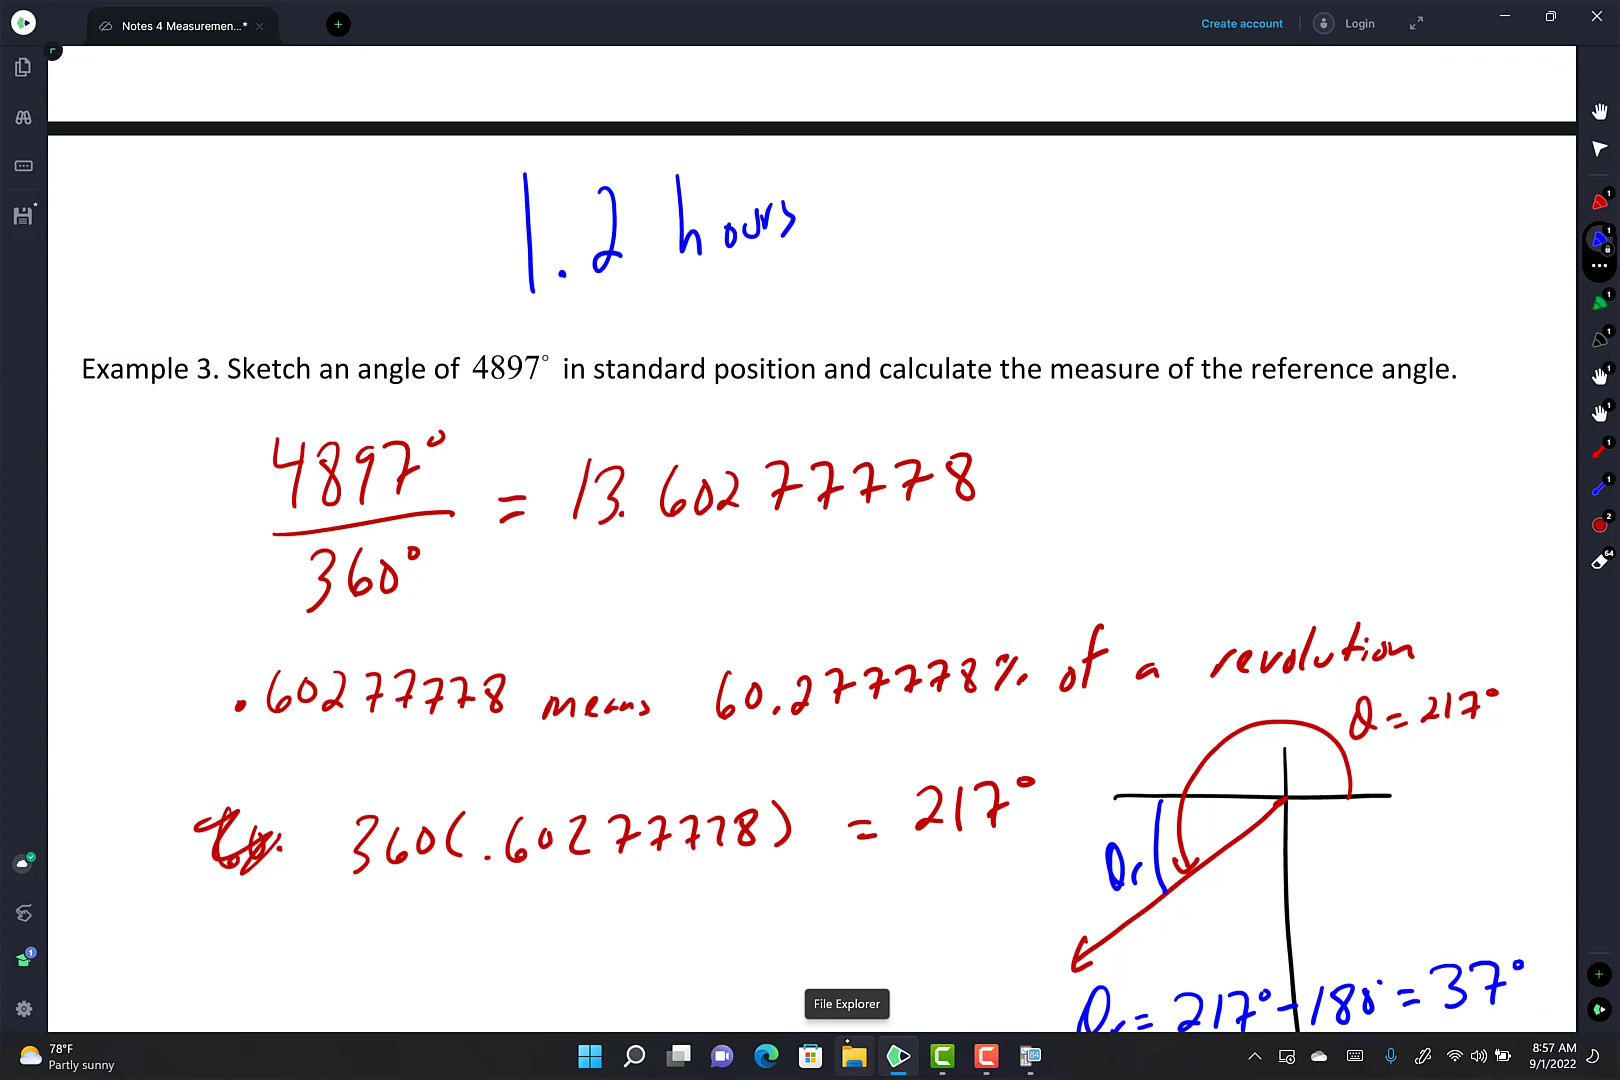 Notes 4 Measuremen...*
Create account
Login
1.2 hours
Example 3. Sketch an angle of 4897° in standard position and calculate the measure of the reference angle.
4897°
360°
= 13.60277778
.60277778 means 60.277778% of a revolution
θ = 217°
360(.60277778) = 217°
θr
θr = 217° - 180° = 37°
File Explorer
78°F
Partly sunny
8:57 AM
9/1/2022